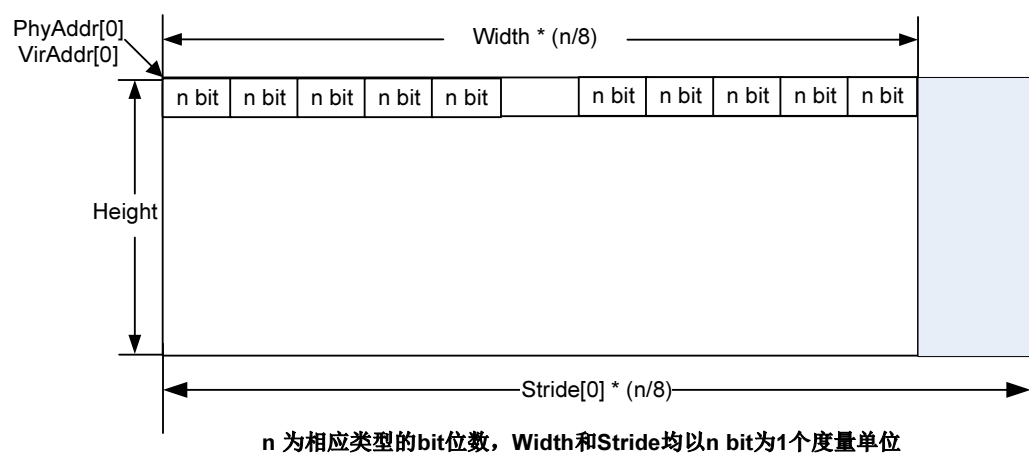 PhyAddr[0]
VirAddr[0]
Width * (n/8)
n bit n bit n bit n bit n bit n bit n bit n bit n bit n bit
Height
Stride[0] * (n/8)
n 为相应类型的bit位数，Width和Stride均以n bit为1个度量单位